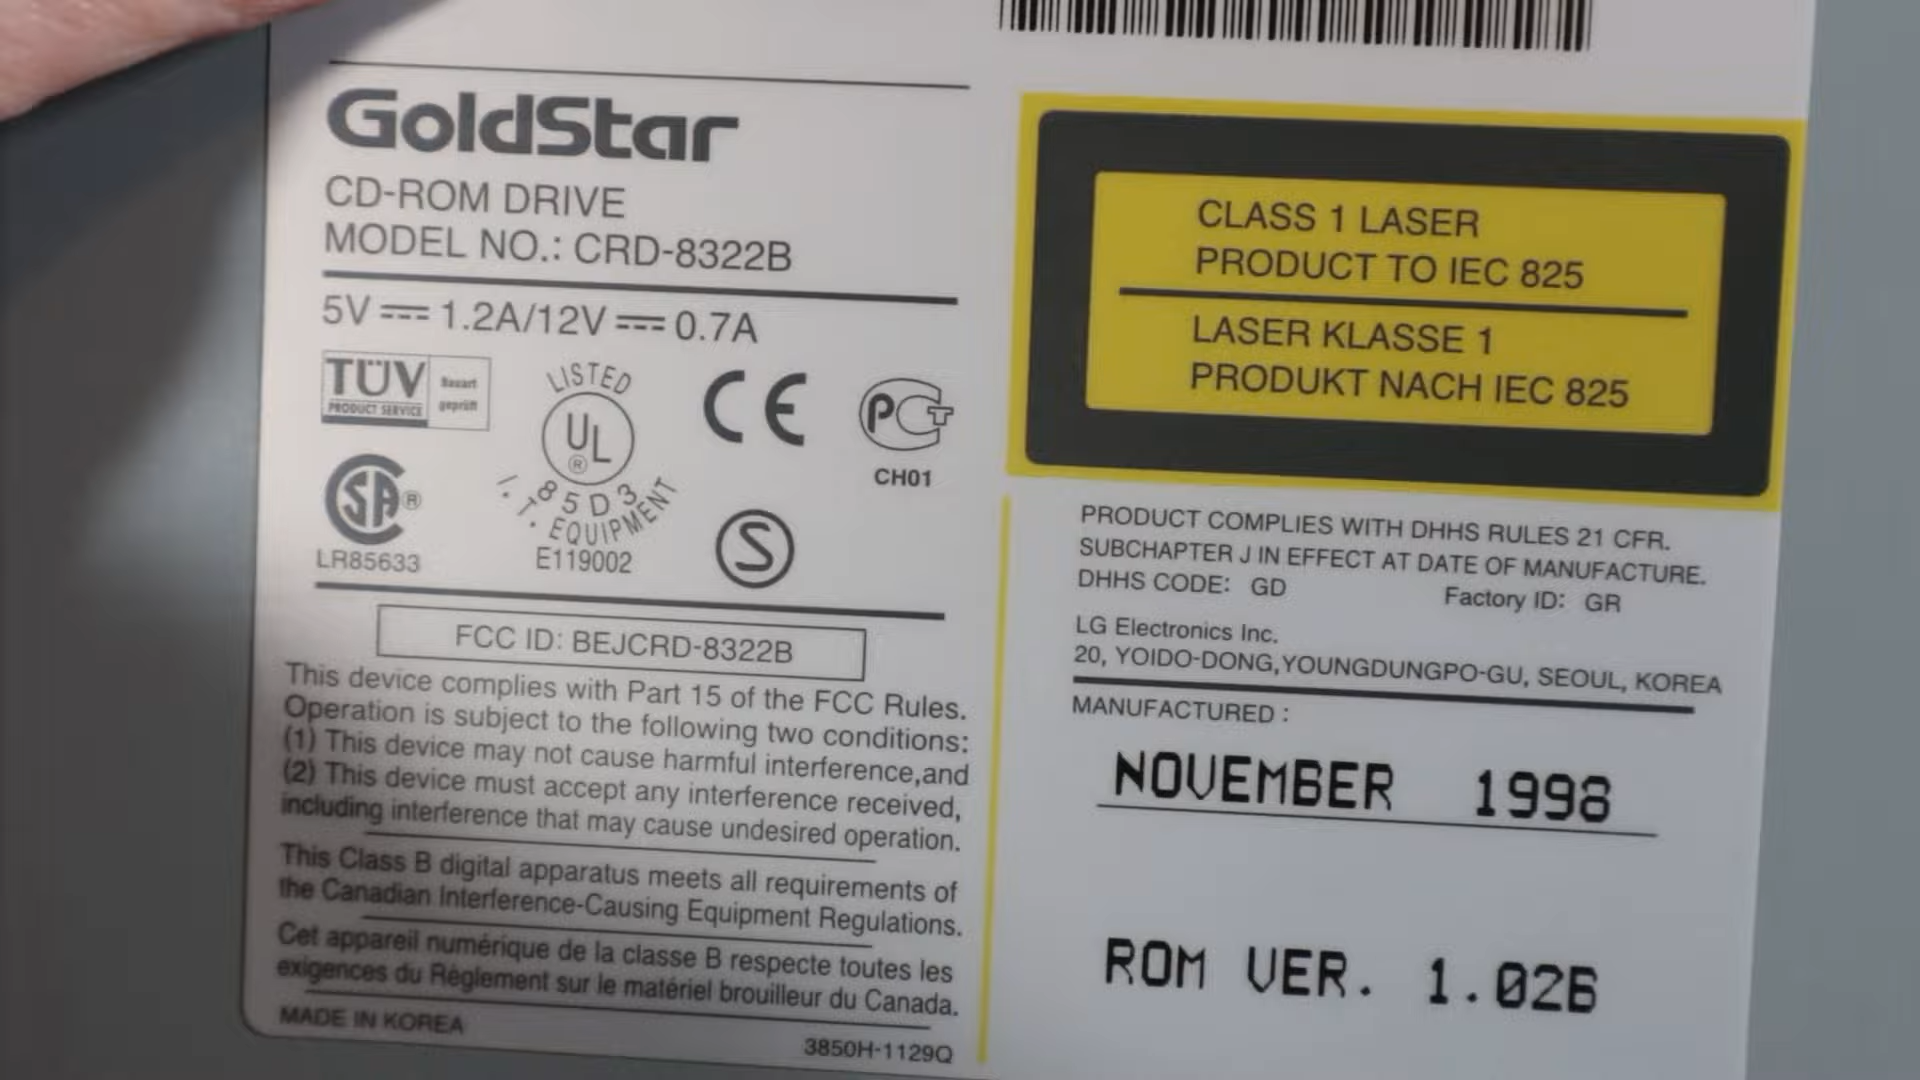 GoldStar
CD-ROM DRIVE
MODEL NO.: CRD-8322B
5V ⎓ 1.2A/12V ⎓ 0.7A
TÜV
PRODUCT SERVICE
Bauart
geprüft
LISTED
UL
®
85D3
I.T. EQUIPMENT
E119002
CE
PCT
CH01
SA ®
LR85633
S
FCC ID: BEJCRD-8322B
This device complies with Part 15 of the FCC Rules.
Operation is subject to the following two conditions:
(1) This device may not cause harmful interference,and
(2) This device must accept any interference received,
including interference that may cause undesired operation.
This Class B digital apparatus meets all requirements of
the Canadian Interference-Causing Equipment Regulations.
Cet appareil numérique de la classe B respecte toutes les
exigences du Règlement sur le matériel brouilleur du Canada.
MADE IN KOREA
3850H-1129Q
CLASS 1 LASER
PRODUCT TO IEC 825
LASER KLASSE 1
PRODUKT NACH IEC 825
PRODUCT COMPLIES WITH DHHS RULES 21 CFR.
SUBCHAPTER J IN EFFECT AT DATE OF MANUFACTURE.
DHHS CODE: GD Factory ID: GR
LG Electronics Inc.
20, YOIDO-DONG,YOUNGDUNGPO-GU, SEOUL, KOREA
MANUFACTURED :
NOVEMBER 1998
ROM VER. 1.02B